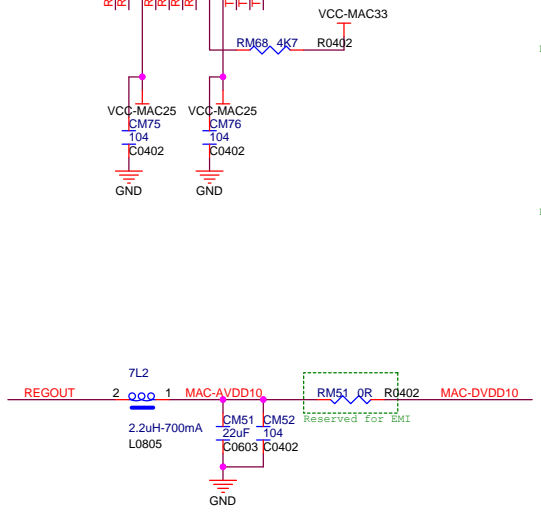 R R R R R R R T T T
VCC-MAC33
RM68 4K7 R0402
VCC-MAC25 VCC-MAC25
CM75 CM76
104 104
C0402 C0402
GND GND
7L2
REGOUT 2 1 MAC-AVDD10 RM51 0R R0402 MAC-DVDD10
Reserved for EMI
2.2uH-700mA
L0805
CM51 CM52
22uF 104
C0603 C0402
GND